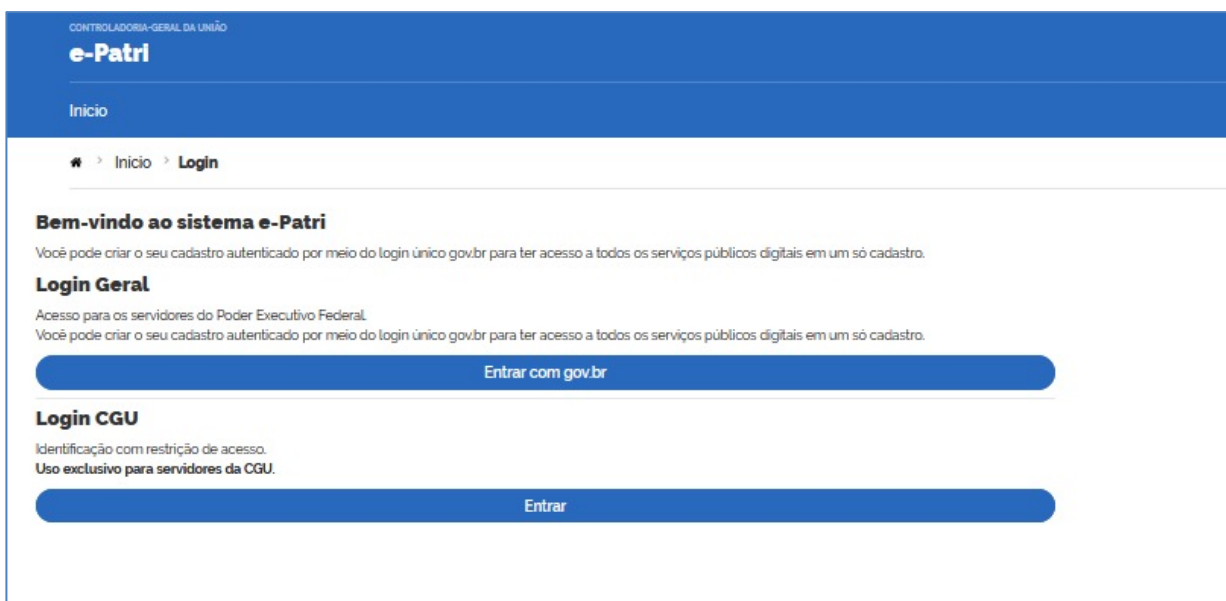 CONTROLADORIA-GERAL DA UNIÃO
e-Patri
Início
Início > Login
Bem-vindo ao sistema e-Patri
Você pode criar o seu cadastro autenticado por meio do login único gov.br para ter acesso a todos os serviços públicos digitais em um só cadastro.
Login Geral
Acesso para os servidores do Poder Executivo Federal.
Você pode criar o seu cadastro autenticado por meio do login único gov.br para ter acesso a todos os serviços públicos digitais em um só cadastro.
Entrar com gov.br
Login CGU
Identificação com restrição de acesso.
Uso exclusivo para servidores da CGU.
Entrar